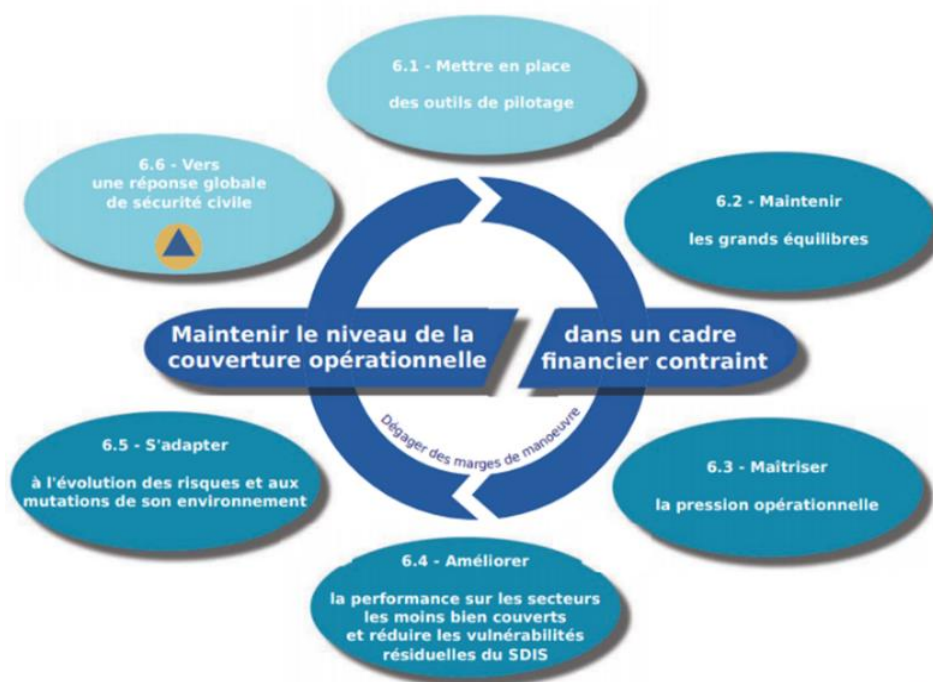 6.1 - Mettre en place
des outils de pilotage
6.6 - Vers
une réponse globale
de sécurité civile
6.2 - Maintenir
les grands équilibres
Maintenir le niveau de la
couverture opérationnelle
dans un cadre
financier contraint
Dégager des marges de manoeuvre
6.5 - S'adapter
à l'évolution des risques et aux
mutations de son environnement
6.3 - Maîtriser
la pression opérationnelle
6.4 - Améliorer
la performance sur les secteurs
les moins bien couverts
et réduire les vulnérabilités
résiduelles du SDIS